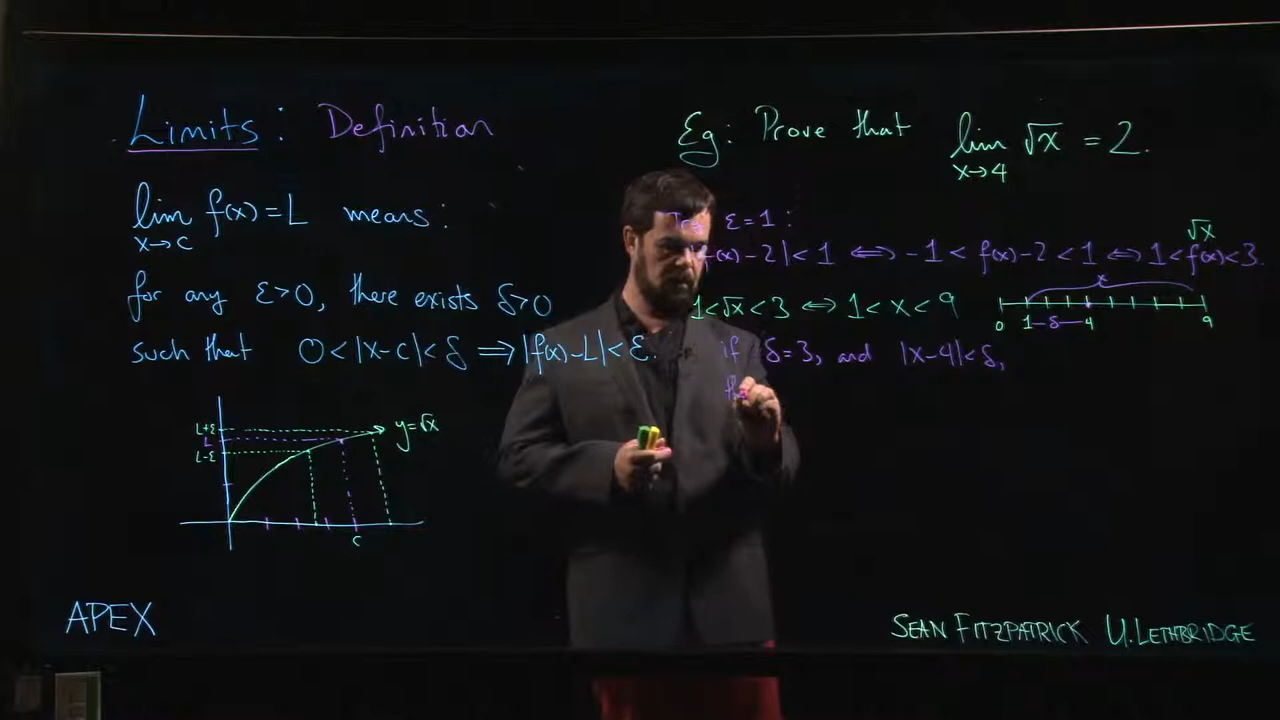 Limits: Definition
lim f(x) = L means:
x→c
for any ε>0, there exists δ>0
such that 0<|x-c|<δ ⟹ |f(x)-L|<ε.
L+ε
L
L-ε
y=√x
c
APEX
Eg: Prove that lim √x = 2.
x→4
Try ε=1:
|f(x)-2|<1 ⟺ -1<f(x)-2<1 ⟺ 1<f(x)<3.
√x
1<√x<3 ⟺ 1<x<9
x
0 1-δ-4 9
if δ=3, and |x-4|<δ,
SEAN FITZPATRICK U. LETHBRIDGE